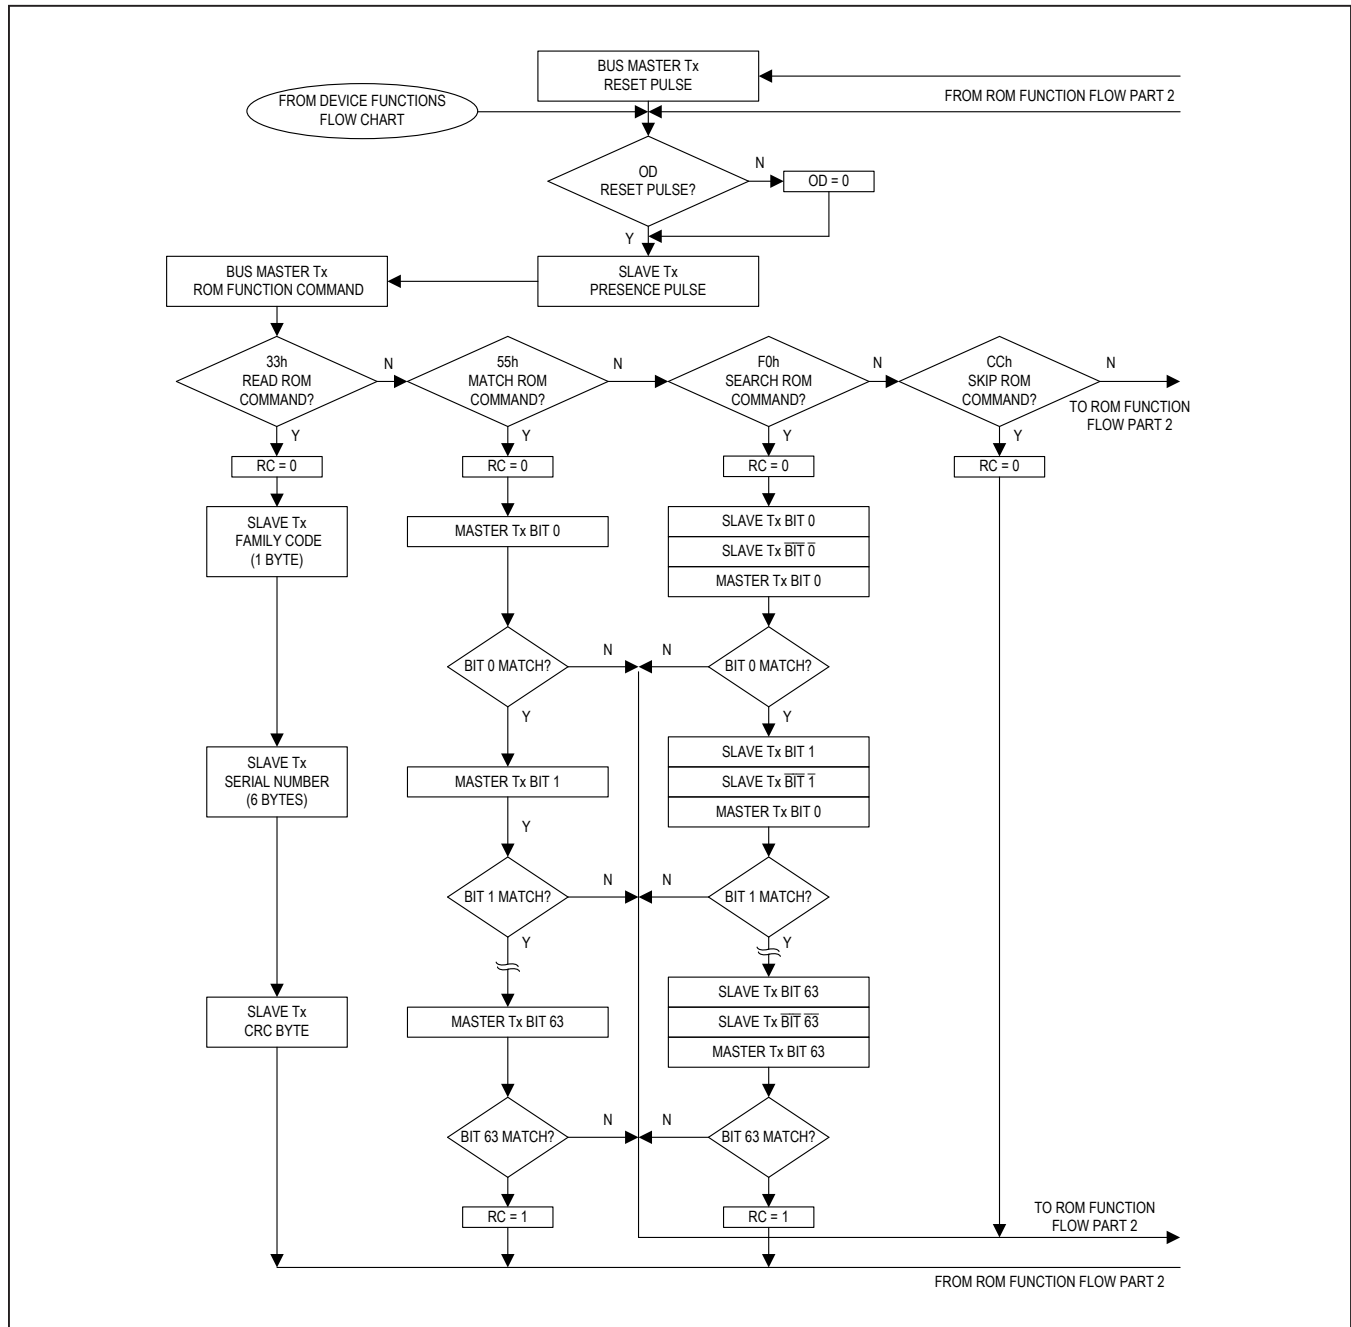 BUS MASTER Tx
RESET PULSE
FROM ROM FUNCTION FLOW PART 2
FROM DEVICE FUNCTIONS
FLOW CHART
OD
RESET PULSE?
N
OD = 0
Y
BUS MASTER Tx
ROM FUNCTION COMMAND
SLAVE Tx
PRESENCE PULSE
33h
READ ROM
COMMAND?
N
55h
MATCH ROM
COMMAND?
N
F0h
SEARCH ROM
COMMAND?
N
CCh
SKIP ROM
COMMAND?
N
TO ROM FUNCTION
FLOW PART 2
Y
Y
Y
Y
RC = 0
RC = 0
RC = 0
RC = 0
SLAVE Tx
FAMILY CODE
(1 BYTE)
MASTER Tx BIT 0
SLAVE Tx BIT 0
SLAVE Tx B̅I̅T̅ 0̅
MASTER Tx BIT 0
BIT 0 MATCH?
N
N
BIT 0 MATCH?
Y
Y
SLAVE Tx
SERIAL NUMBER
(6 BYTES)
MASTER Tx BIT 1
SLAVE Tx BIT 1
SLAVE Tx B̅I̅T̅ 1̅
MASTER Tx BIT 0
Y
BIT 1 MATCH?
N
N
BIT 1 MATCH?
Y
Y
SLAVE Tx
CRC BYTE
MASTER Tx BIT 63
SLAVE Tx BIT 63
SLAVE Tx B̅I̅T̅ 6̅3̅
MASTER Tx BIT 63
BIT 63 MATCH?
N
N
BIT 63 MATCH?
Y
Y
RC = 1
RC = 1
TO ROM FUNCTION
FLOW PART 2
FROM ROM FUNCTION FLOW PART 2